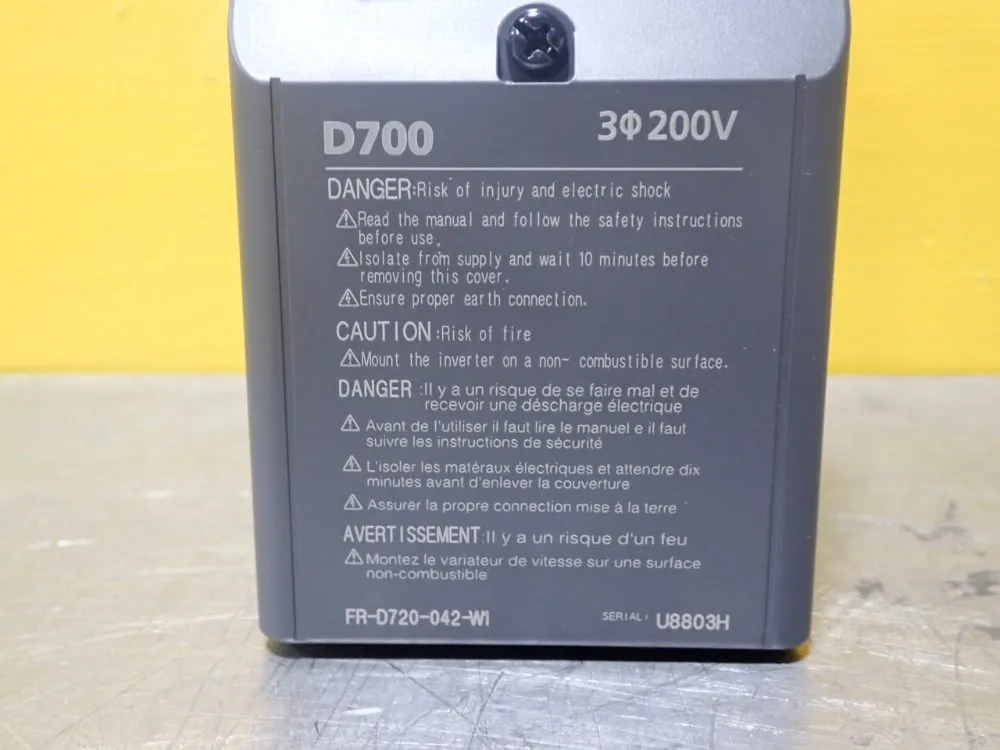 D700 3Φ200V
DANGER:Risk of injury and electric shock
Read the manual and follow the safety instructions
before use.
Isolate from supply and wait 10 minutes before
removing this cover.
Ensure proper earth connection.
CAUTION:Risk of fire
Mount the inverter on a non- combustible surface.
DANGER :Il y a un risque de se faire mal et de
recevoir une déscharge électrique
Avant de l'utiliser il faut lire le manuel e il faut
suivre les instructions de sécurité
L'isoler les matéraux électriques et attendre dix
minutes avant d'enlever la couverture
Assurer la propre connection mise à la terre
AVERTISSEMENT:Il y a un risque d'un feu
Montez le variateur de vitesse sur une surface
non-combustible
FR-D720-042-W1 SERIAL: U8803H